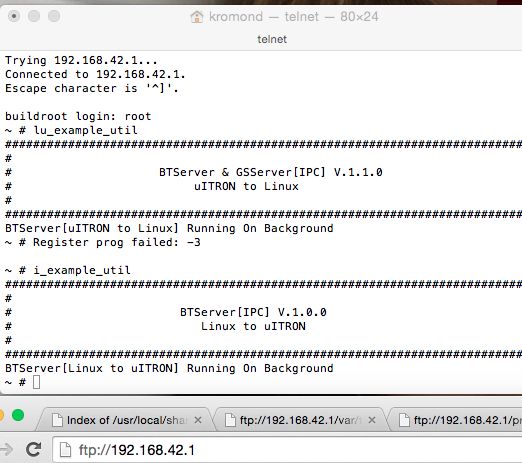 kromond — telnet — 80×24
telnet
Trying 192.168.42.1...
Connected to 192.168.42.1.
Escape character is '^]'.
buildroot login: root
~ # lu_example_util
##########################################################################
#
# BTServer & GSServer[IPC] V.1.1.0
# uITRON to Linux
#
##########################################################################
BTServer[uITRON to Linux] Running On Background
~ # Register prog failed: -3
~ # i_example_util
##########################################################################
#
# BTServer[IPC] V.1.0.0
# Linux to uITRON
#
##########################################################################
BTServer[Linux to uITRON] Running On Background
~ #
Index of /usr/local/sha × ftp://192.168.42.1/var/ × ftp://192.168.42.1/pr
ftp://192.168.42.1